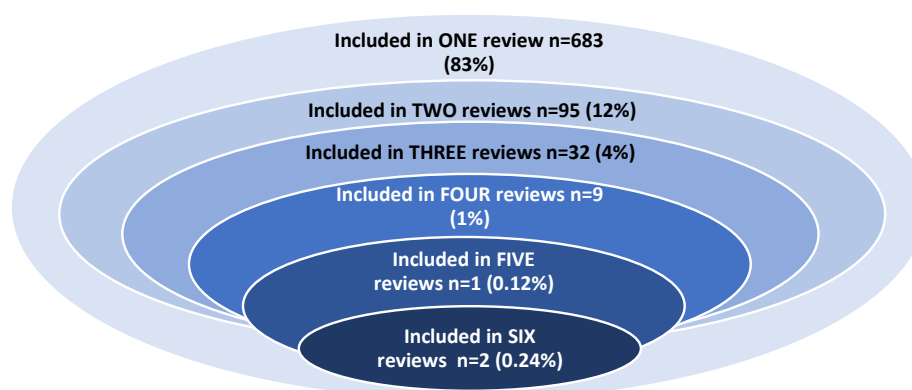 Included in ONE review n=683
(83%)
Included in TWO reviews n=95 (12%)
Included in THREE reviews n=32 (4%)
Included in FOUR reviews n=9
(1%)
Included in FIVE
reviews n=1 (0.12%)
Included in SIX
reviews  n=2 (0.24%)